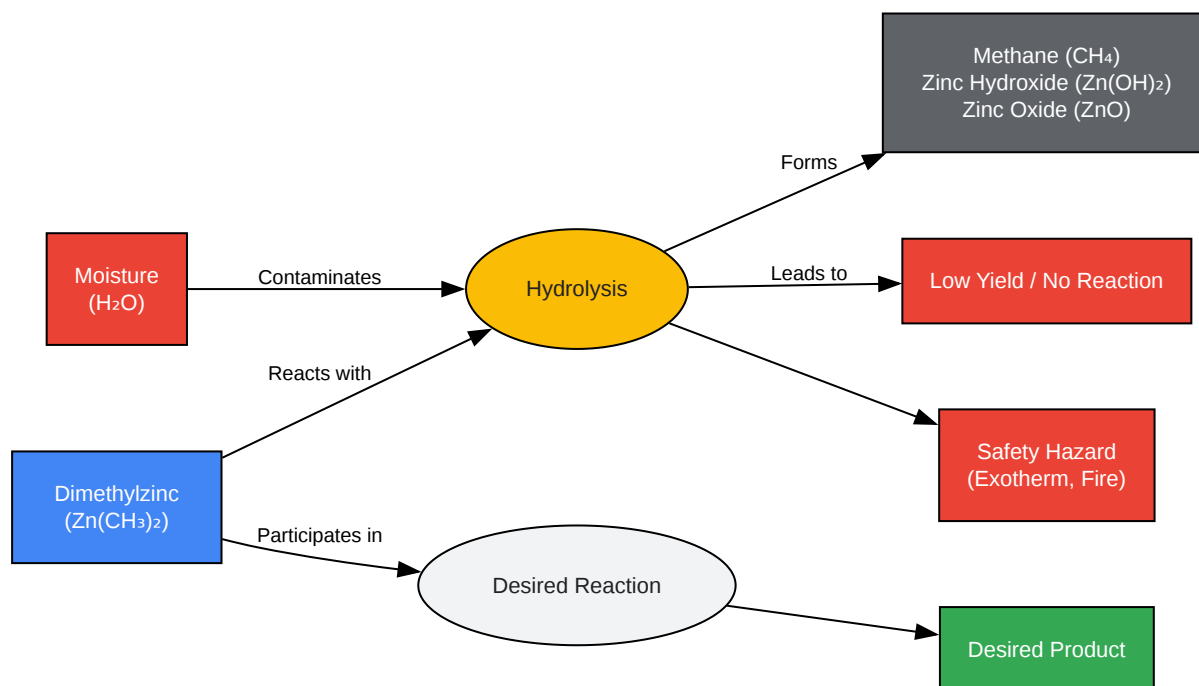 Methane (CH₄)
Zinc Hydroxide (Zn(OH)₂)
Zinc Oxide (ZnO)
Forms
Moisture
(H₂O)
Contaminates
Hydrolysis
Leads to
Low Yield / No Reaction
Reacts with
Safety Hazard
(Exotherm, Fire)
Dimethylzinc
(Zn(CH₃)₂)
Participates in
Desired Reaction
Desired Product